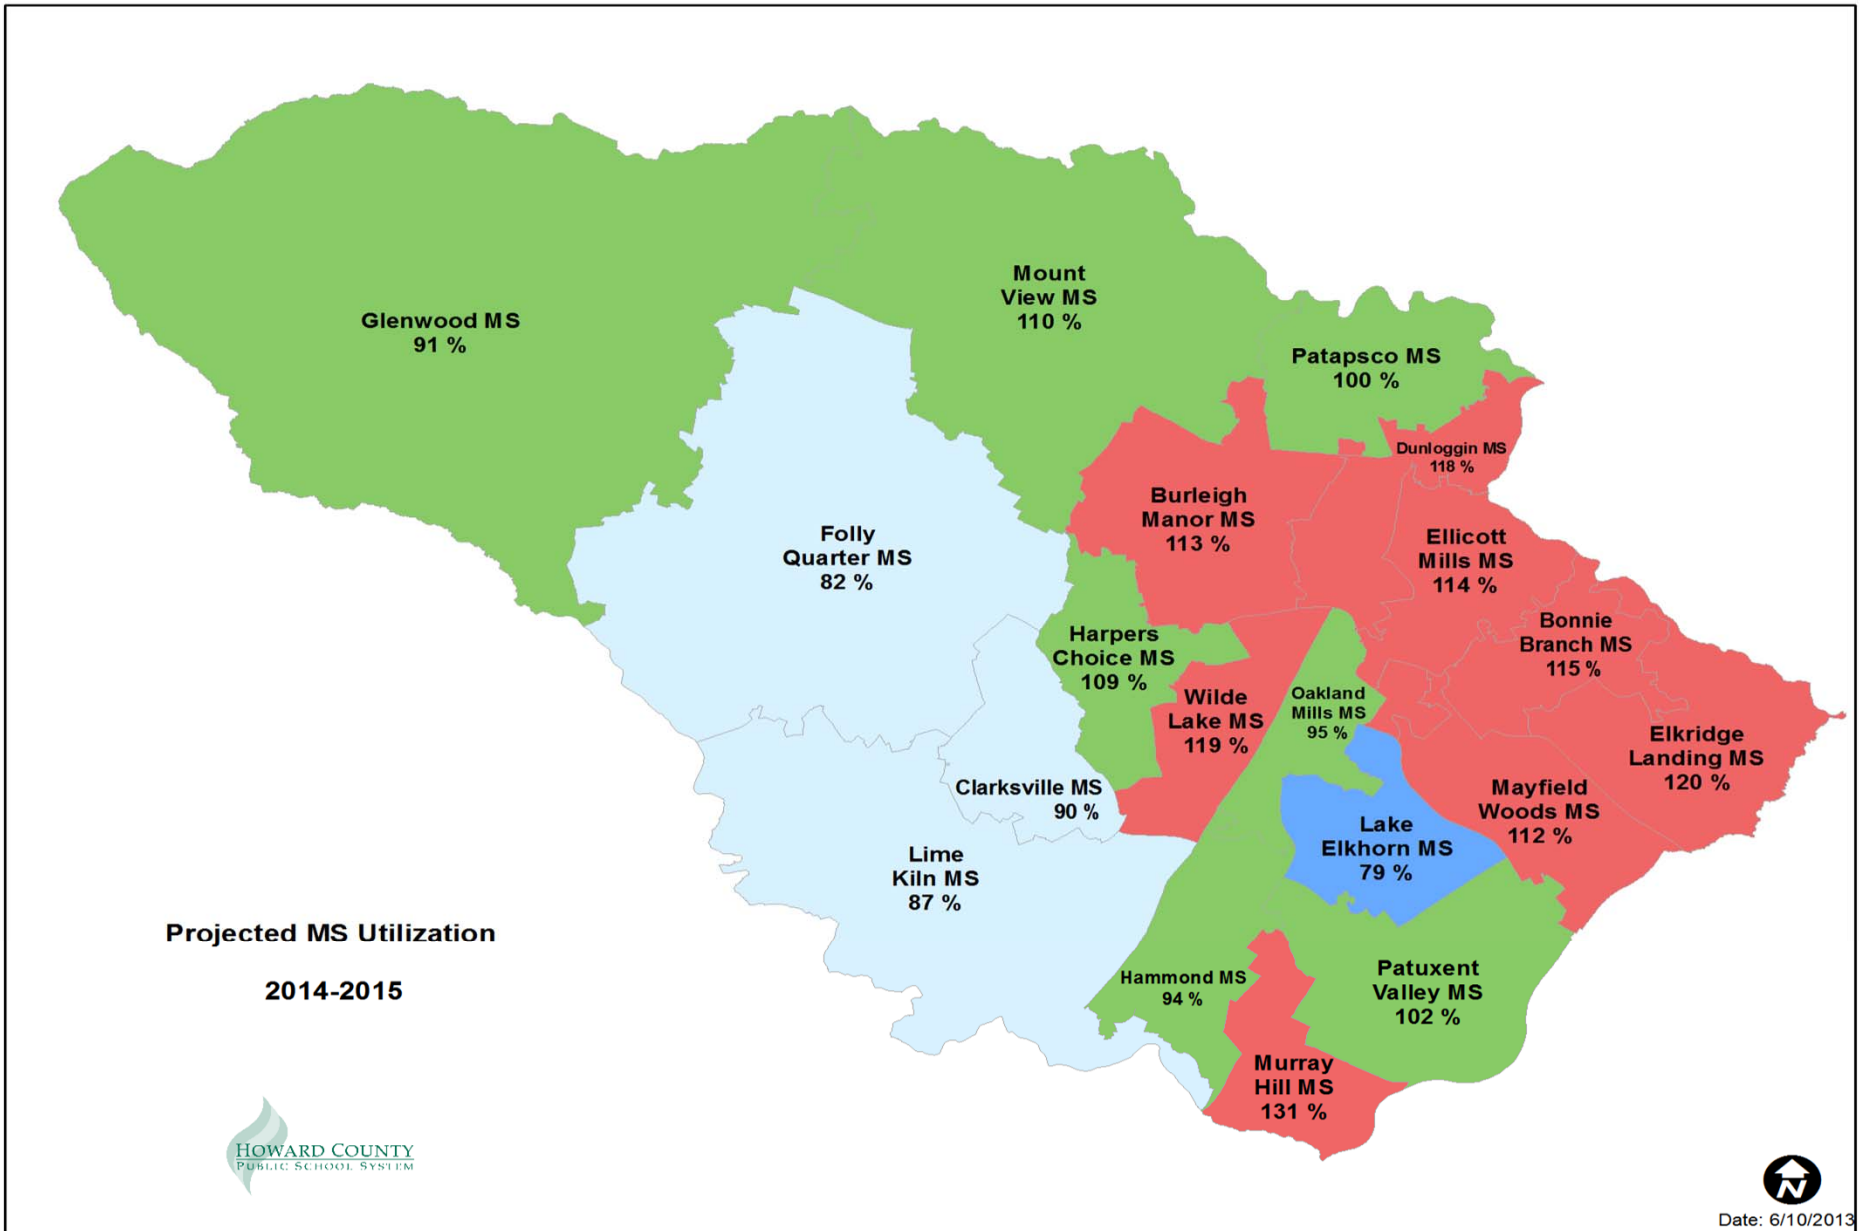 Mount
View MS
110 %
Glenwood MS
91 %
Patapsco MS
100 %
Dunloggin MS
118 %
Burleigh
Manor MS
113 %
Folly
Quarter MS
82 %
Ellicott
Mills MS
114 %
Bonnie
Branch MS
115 %
Harpers
Choice MS
109 %
Wilde
Lake MS
119 %
Oakland
Mills MS
95 %
Elkridge
Landing MS
120 %
Clarksville MS
90 %
Mayfield
Woods MS
112 %
Lake
Elkhorn MS
79 %
Lime
Kiln MS
87 %
Projected MS Utilization
2014-2015
Hammond MS
94 %
Patuxent
Valley MS
102 %
Murray
Hill MS
131 %
HOWARD COUNTY
PUBLIC SCHOOL SYSTEM
N
Date: 6/10/2013